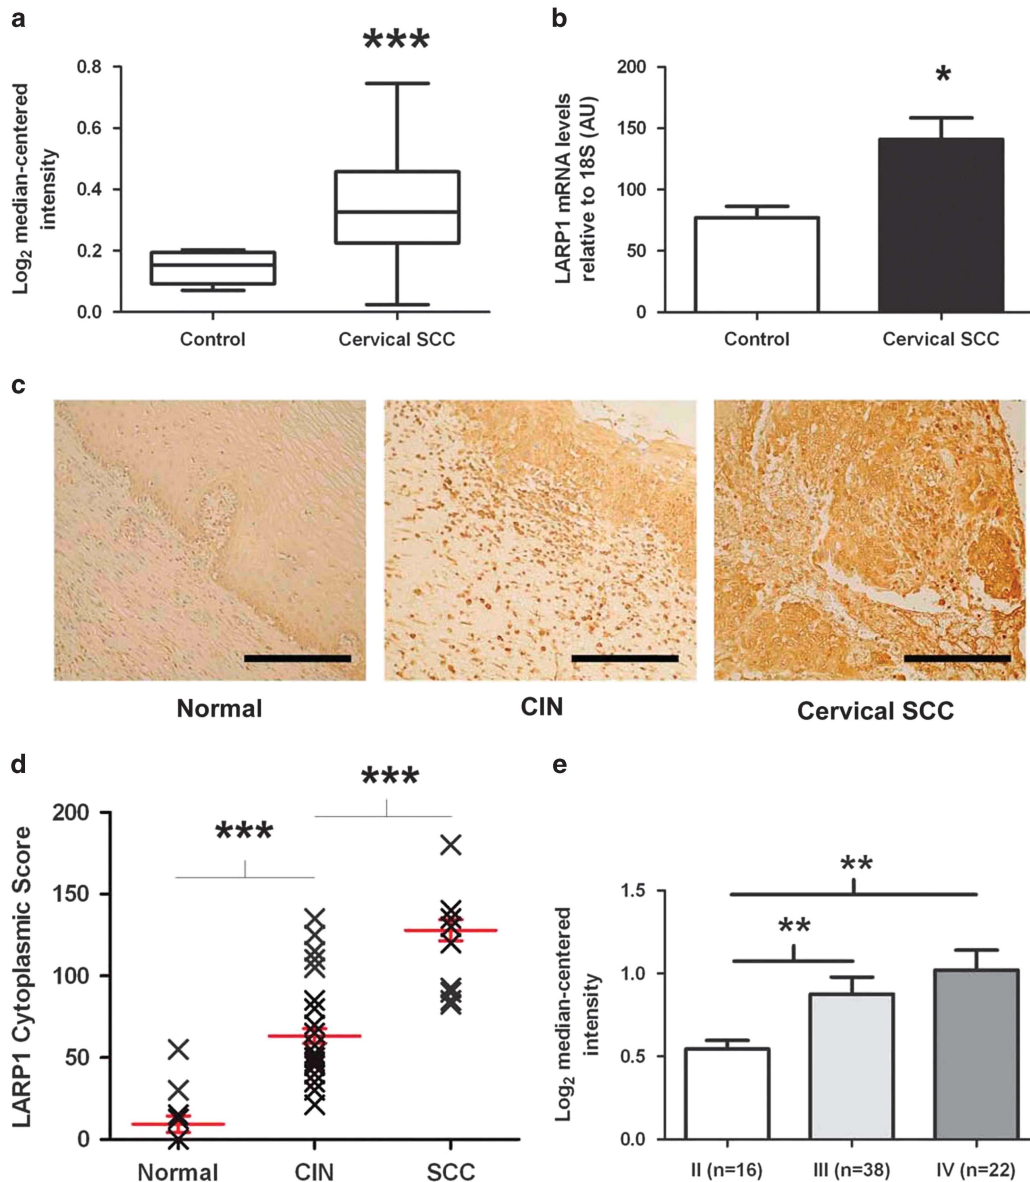 a
***
Log2 median-centered
intensity
0.8
0.6
0.4
0.2
0.0
Control
Cervical SCC
b
*
LARP1 mRNA levels
relative to 18S (AU)
200
150
100
50
0
Control
Cervical SCC
c
Normal
CIN
Cervical SCC
d
***
***
LARP1 Cytoplasmic Score
200
150
100
50
0
Normal
CIN
SCC
e
**
**
Log2 median-centered
intensity
1.5
1.0
0.5
0.0
II (n=16)
III (n=38)
IV (n=22)